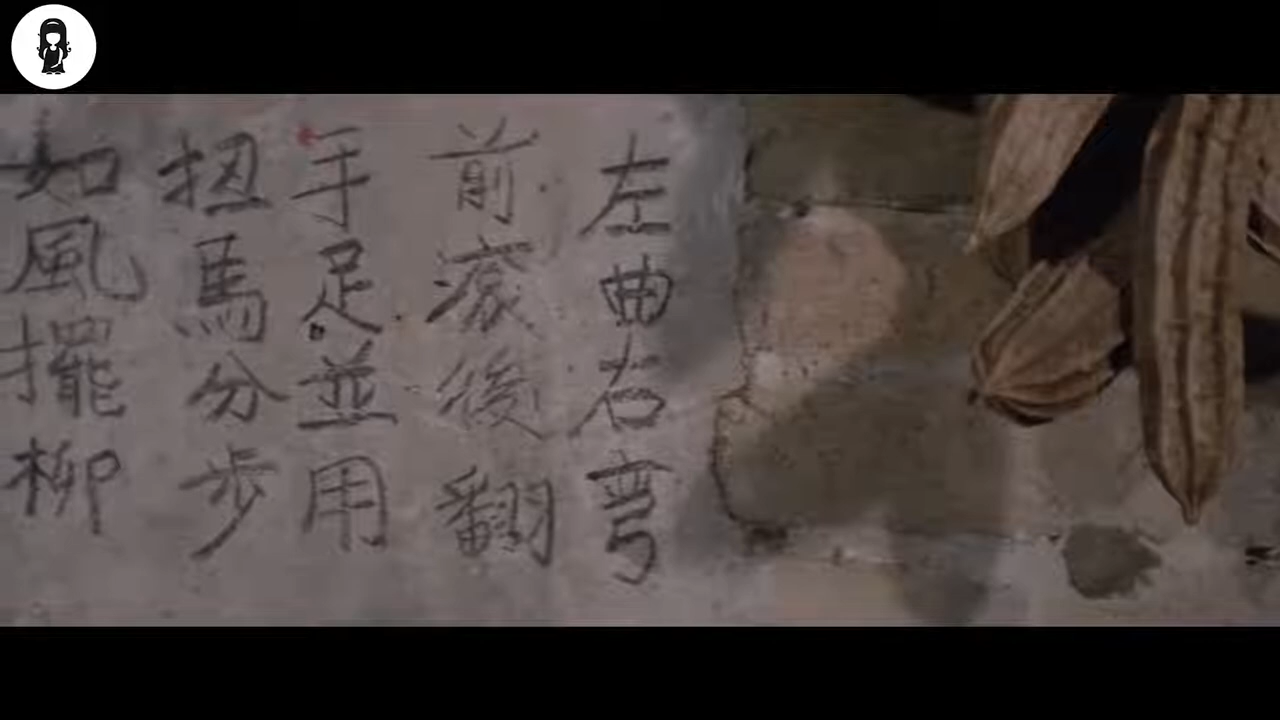 左曲右弯
前滾後翻
手足並用
扭馬分步
如風擺柳